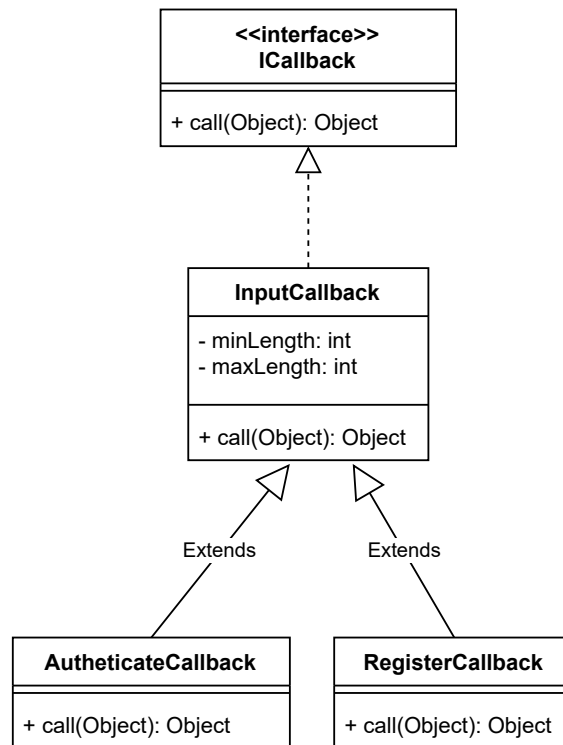 <<interface>>
ICallback
+ call(Object): Object
InputCallback
- minLength: int
- maxLength: int
+ call(Object): Object
Extends
Extends
AutheticateCallback
+ call(Object): Object
RegisterCallback
+ call(Object): Object